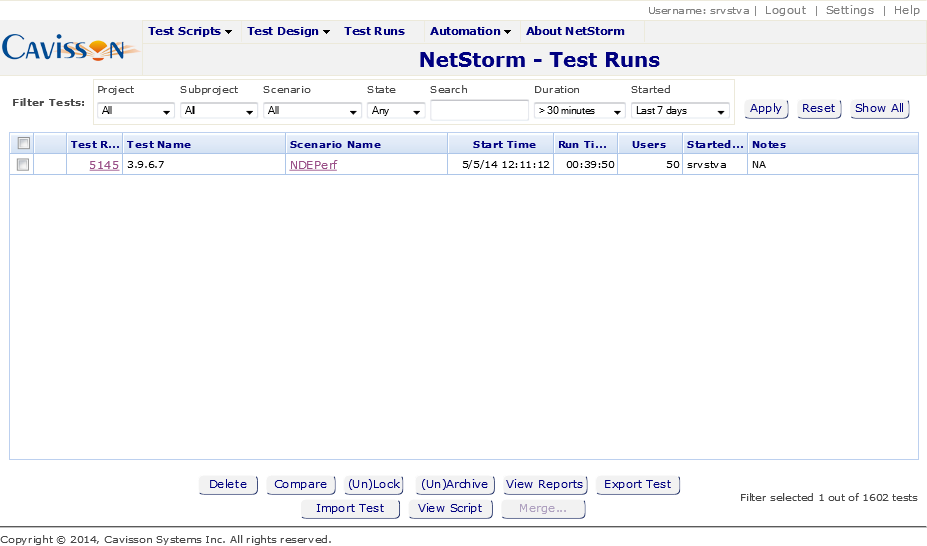 Username: srvstva | Logout | Settings | Help
CAVISSON
Test Scripts Test Design Test Runs Automation About NetStorm
NetStorm - Test Runs
Filter Tests:
Project Subproject Scenario State Search Duration Started
All All All Any > 30 minutes Last 7 days
Apply Reset Show All
Test R... Test Name Scenario Name Start Time Run Ti... Users Started... Notes
5145 3.9.6.7 NDEPerf 5/5/14 12:11:12 00:39:50 50 srvstva NA
Delete Compare (Un)Lock (Un)Archive View Reports Export Test
Import Test View Script Merge...
Filter selected 1 out of 1602 tests
Copyright © 2014, Cavisson Systems Inc. All rights reserved.